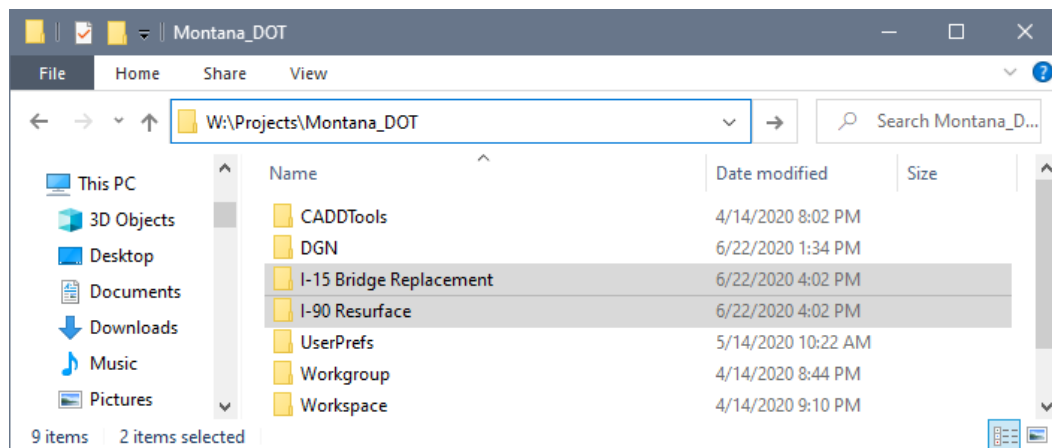 Montana_DOT
File Home Share View
W:\Projects\Montana_DOT Search Montana_D...
This PC
3D Objects
Desktop
Documents
Downloads
Music
Pictures
Name Date modified Size
CADDTools 4/14/2020 8:02 PM
DGN 6/22/2020 1:34 PM
I-15 Bridge Replacement 6/22/2020 4:02 PM
I-90 Resurface 6/22/2020 4:02 PM
UserPrefs 5/14/2020 10:22 AM
Workgroup 4/14/2020 8:44 PM
Workspace 4/14/2020 9:10 PM
9 items 2 items selected